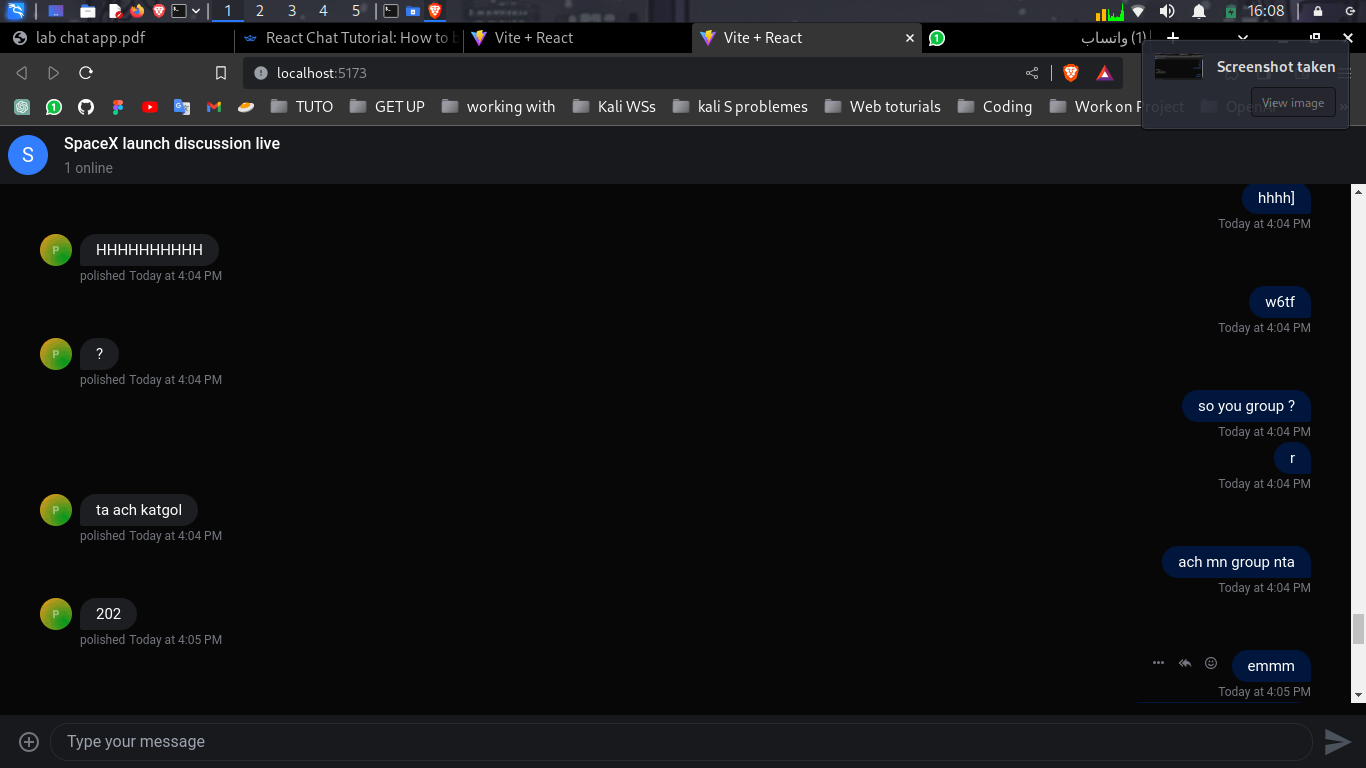 1 2 3 4 5 16:08
lab chat app.pdf React Chat Tutorial: How to b Vite + React Vite + React (1) واتساب
localhost:5173
Screenshot taken
View image
TUTO GET UP working with Kali WSs kali S problemes Web toturials Coding Work on Project
S
SpaceX launch discussion live
1 online
hhhh]
Today at 4:04 PM
P
HHHHHHHHHH
polished Today at 4:04 PM
w6tf
Today at 4:04 PM
P
?
polished Today at 4:04 PM
so you group ?
Today at 4:04 PM
r
Today at 4:04 PM
P
ta ach katgol
polished Today at 4:04 PM
ach mn group nta
Today at 4:04 PM
P
202
polished Today at 4:05 PM
emmm
Today at 4:05 PM
Type your message